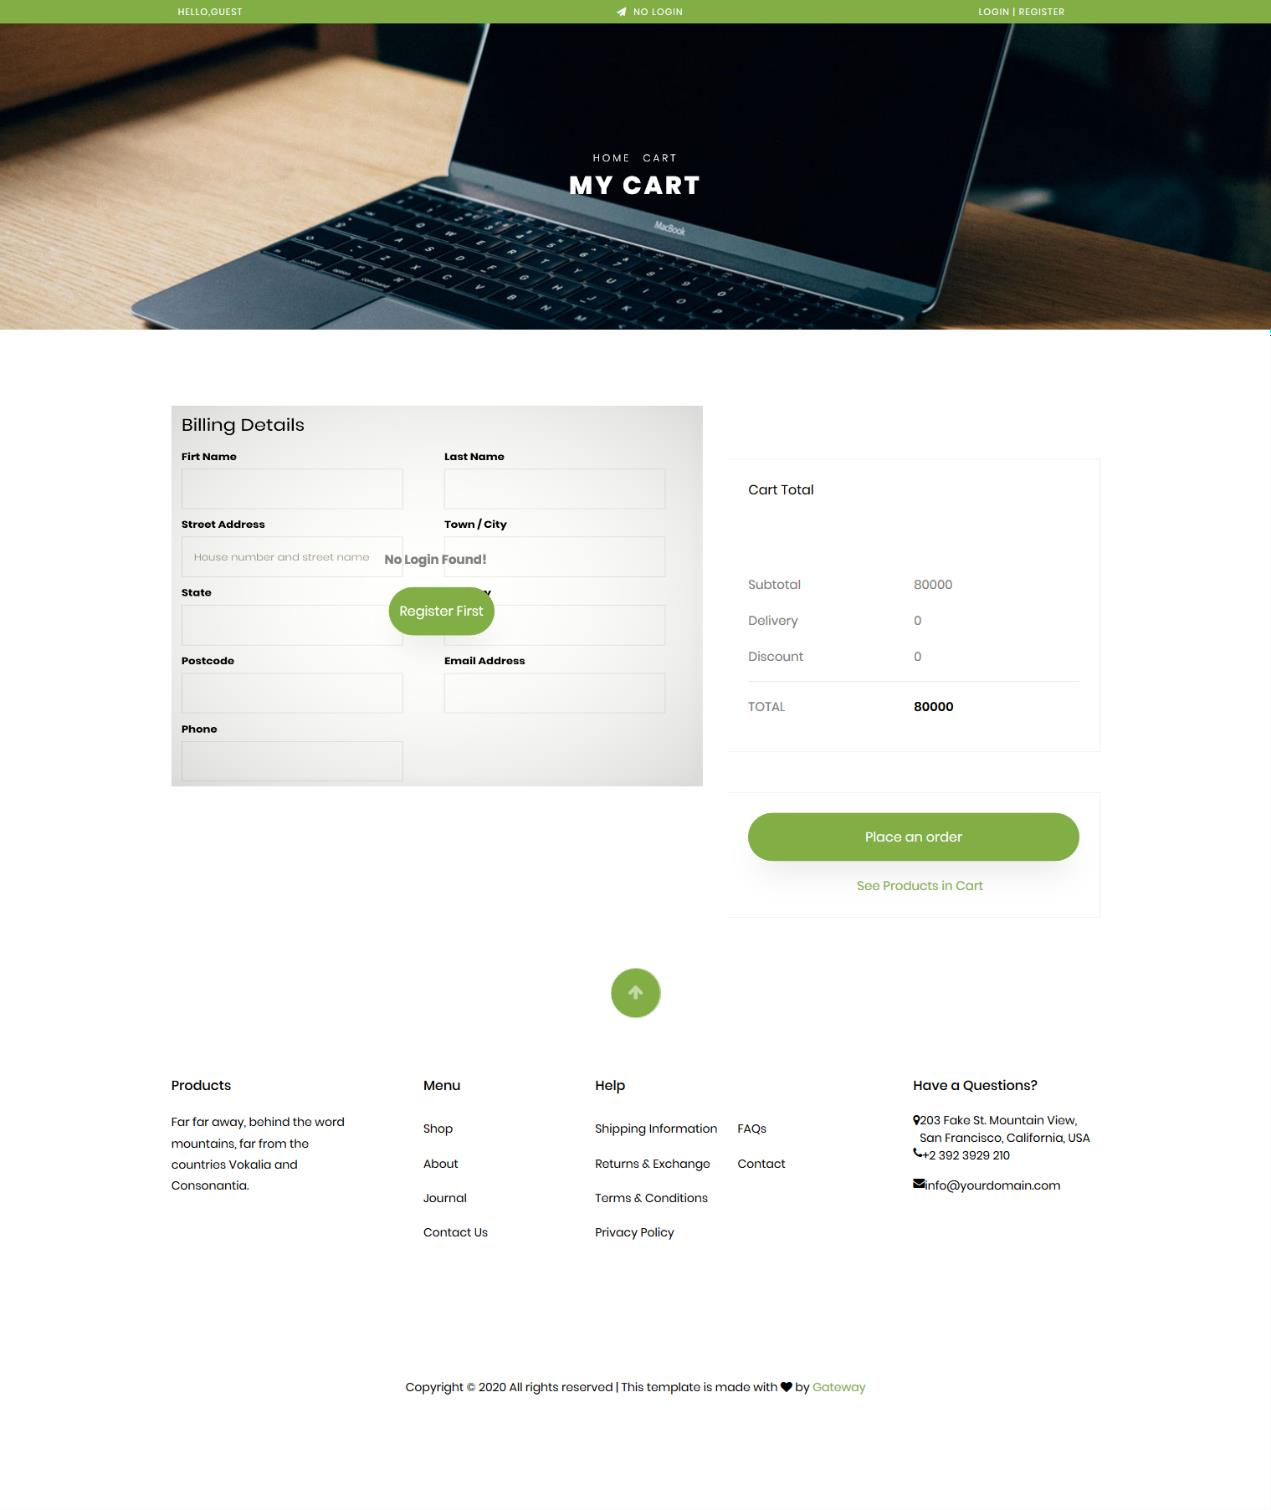 HELLO,GUEST
NO LOGIN
LOGIN | REGISTER
HOME CART
MY CART
MacBook
Billing Details
Firt Name
Last Name
Street Address
Town / City
House number and street name
No Login Found!
State
y
Register First
Postcode
Email Address
Phone
Cart Total
Subtotal 80000
Delivery 0
Discount 0
TOTAL 80000
Place an order
See Products in Cart
Products
Far far away, behind the word
mountains, far from the
countries Vokalia and
Consonantia.
Menu
Shop
About
Journal
Contact Us
Help
Shipping Information
Returns & Exchange
Terms & Conditions
Privacy Policy
FAQs
Contact
Have a Questions?
203 Fake St. Mountain View,
San Francisco, California, USA
+2 392 3929 210
info@yourdomain.com
Copyright © 2020 All rights reserved | This template is made with ♥ by Gateway